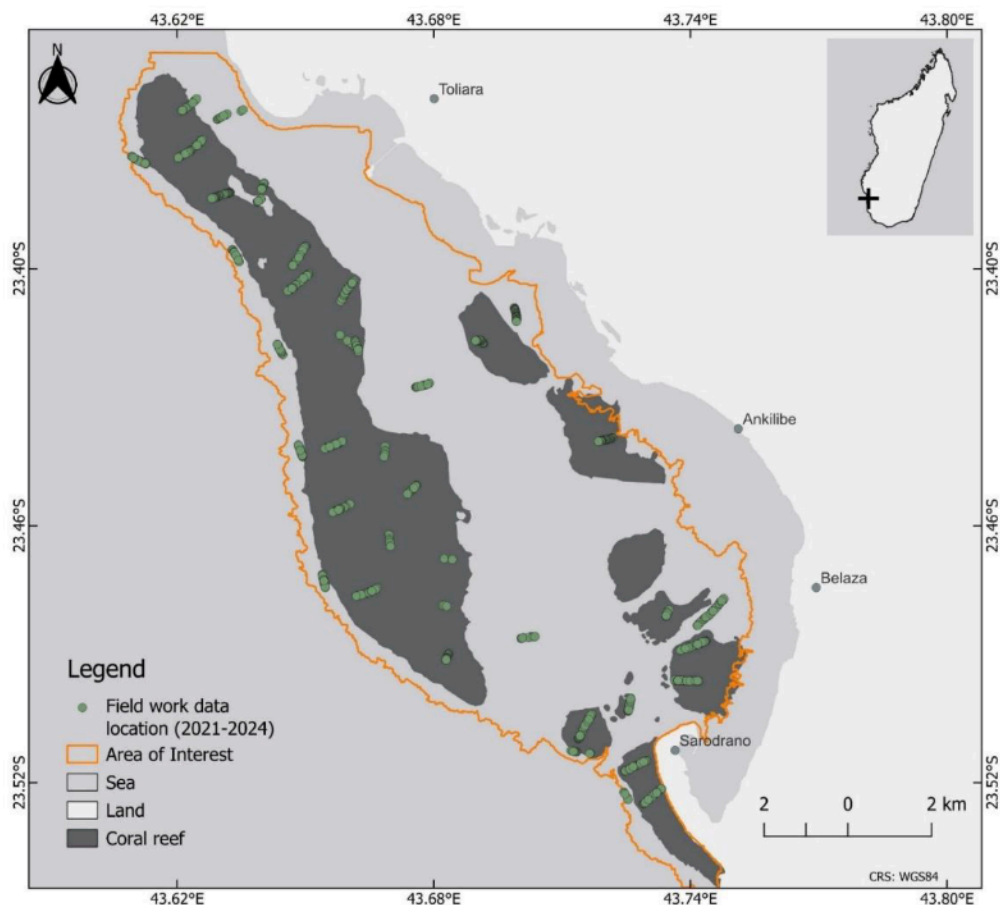 43.62°E 43.68°E 43.74°E 43.80°E
N
Toliara
23.40°S 23.40°S
Ankilibe
23.46°S 23.46°S
Belaza
Legend
Field work data
location (2021-2024)
Area of Interest
Sea
Land
Coral reef
Sarodrano
23.52°S 23.52°S
2 0 2 km
CRS: WGS84
43.62°E 43.68°E 43.74°E 43.80°E